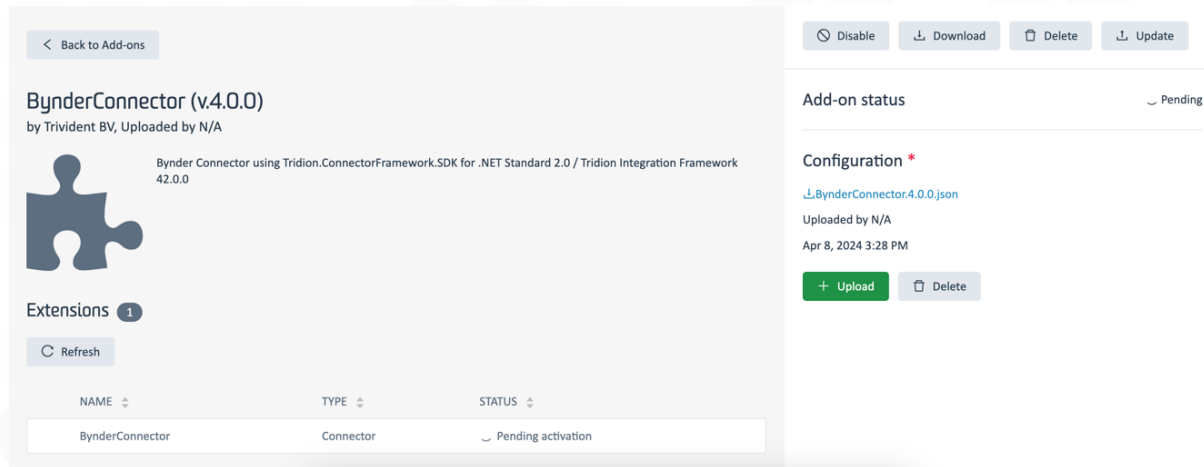 Back to Add-ons
BynderConnector (v.4.0.0)
by Trivident BV, Uploaded by N/A
Bynder Connector using Tridion.ConnectorFramework.SDK for .NET Standard 2.0 / Tridion Integration Framework
42.0.0
Extensions 1
Refresh
NAME TYPE STATUS
BynderConnector Connector Pending activation
Disable Download Delete Update
Add-on status Pending
Configuration *
BynderConnector.4.0.0.json
Uploaded by N/A
Apr 8, 2024 3:28 PM
+ Upload Delete